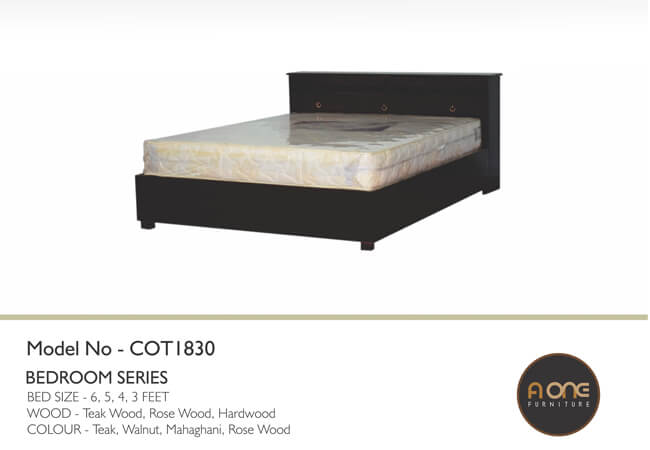 Model No - COT1830
BEDROOM SERIES
BED SIZE - 6, 5, 4, 3 FEET
WOOD - Teak Wood, Rose Wood, Hardwood
COLOUR - Teak, Walnut, Mahaghani, Rose Wood
A ONE
FURNITURE